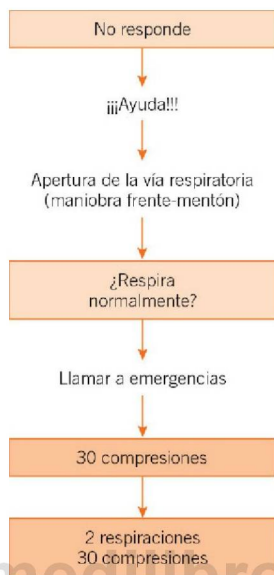 No responde
¡¡¡Ayuda!!!
Apertura de la vía respiratoria
(maniobra frente-mentón)
¿Respira
normalmente?
Llamar a emergencias
30 compresiones
2 respiraciones
30 compresiones